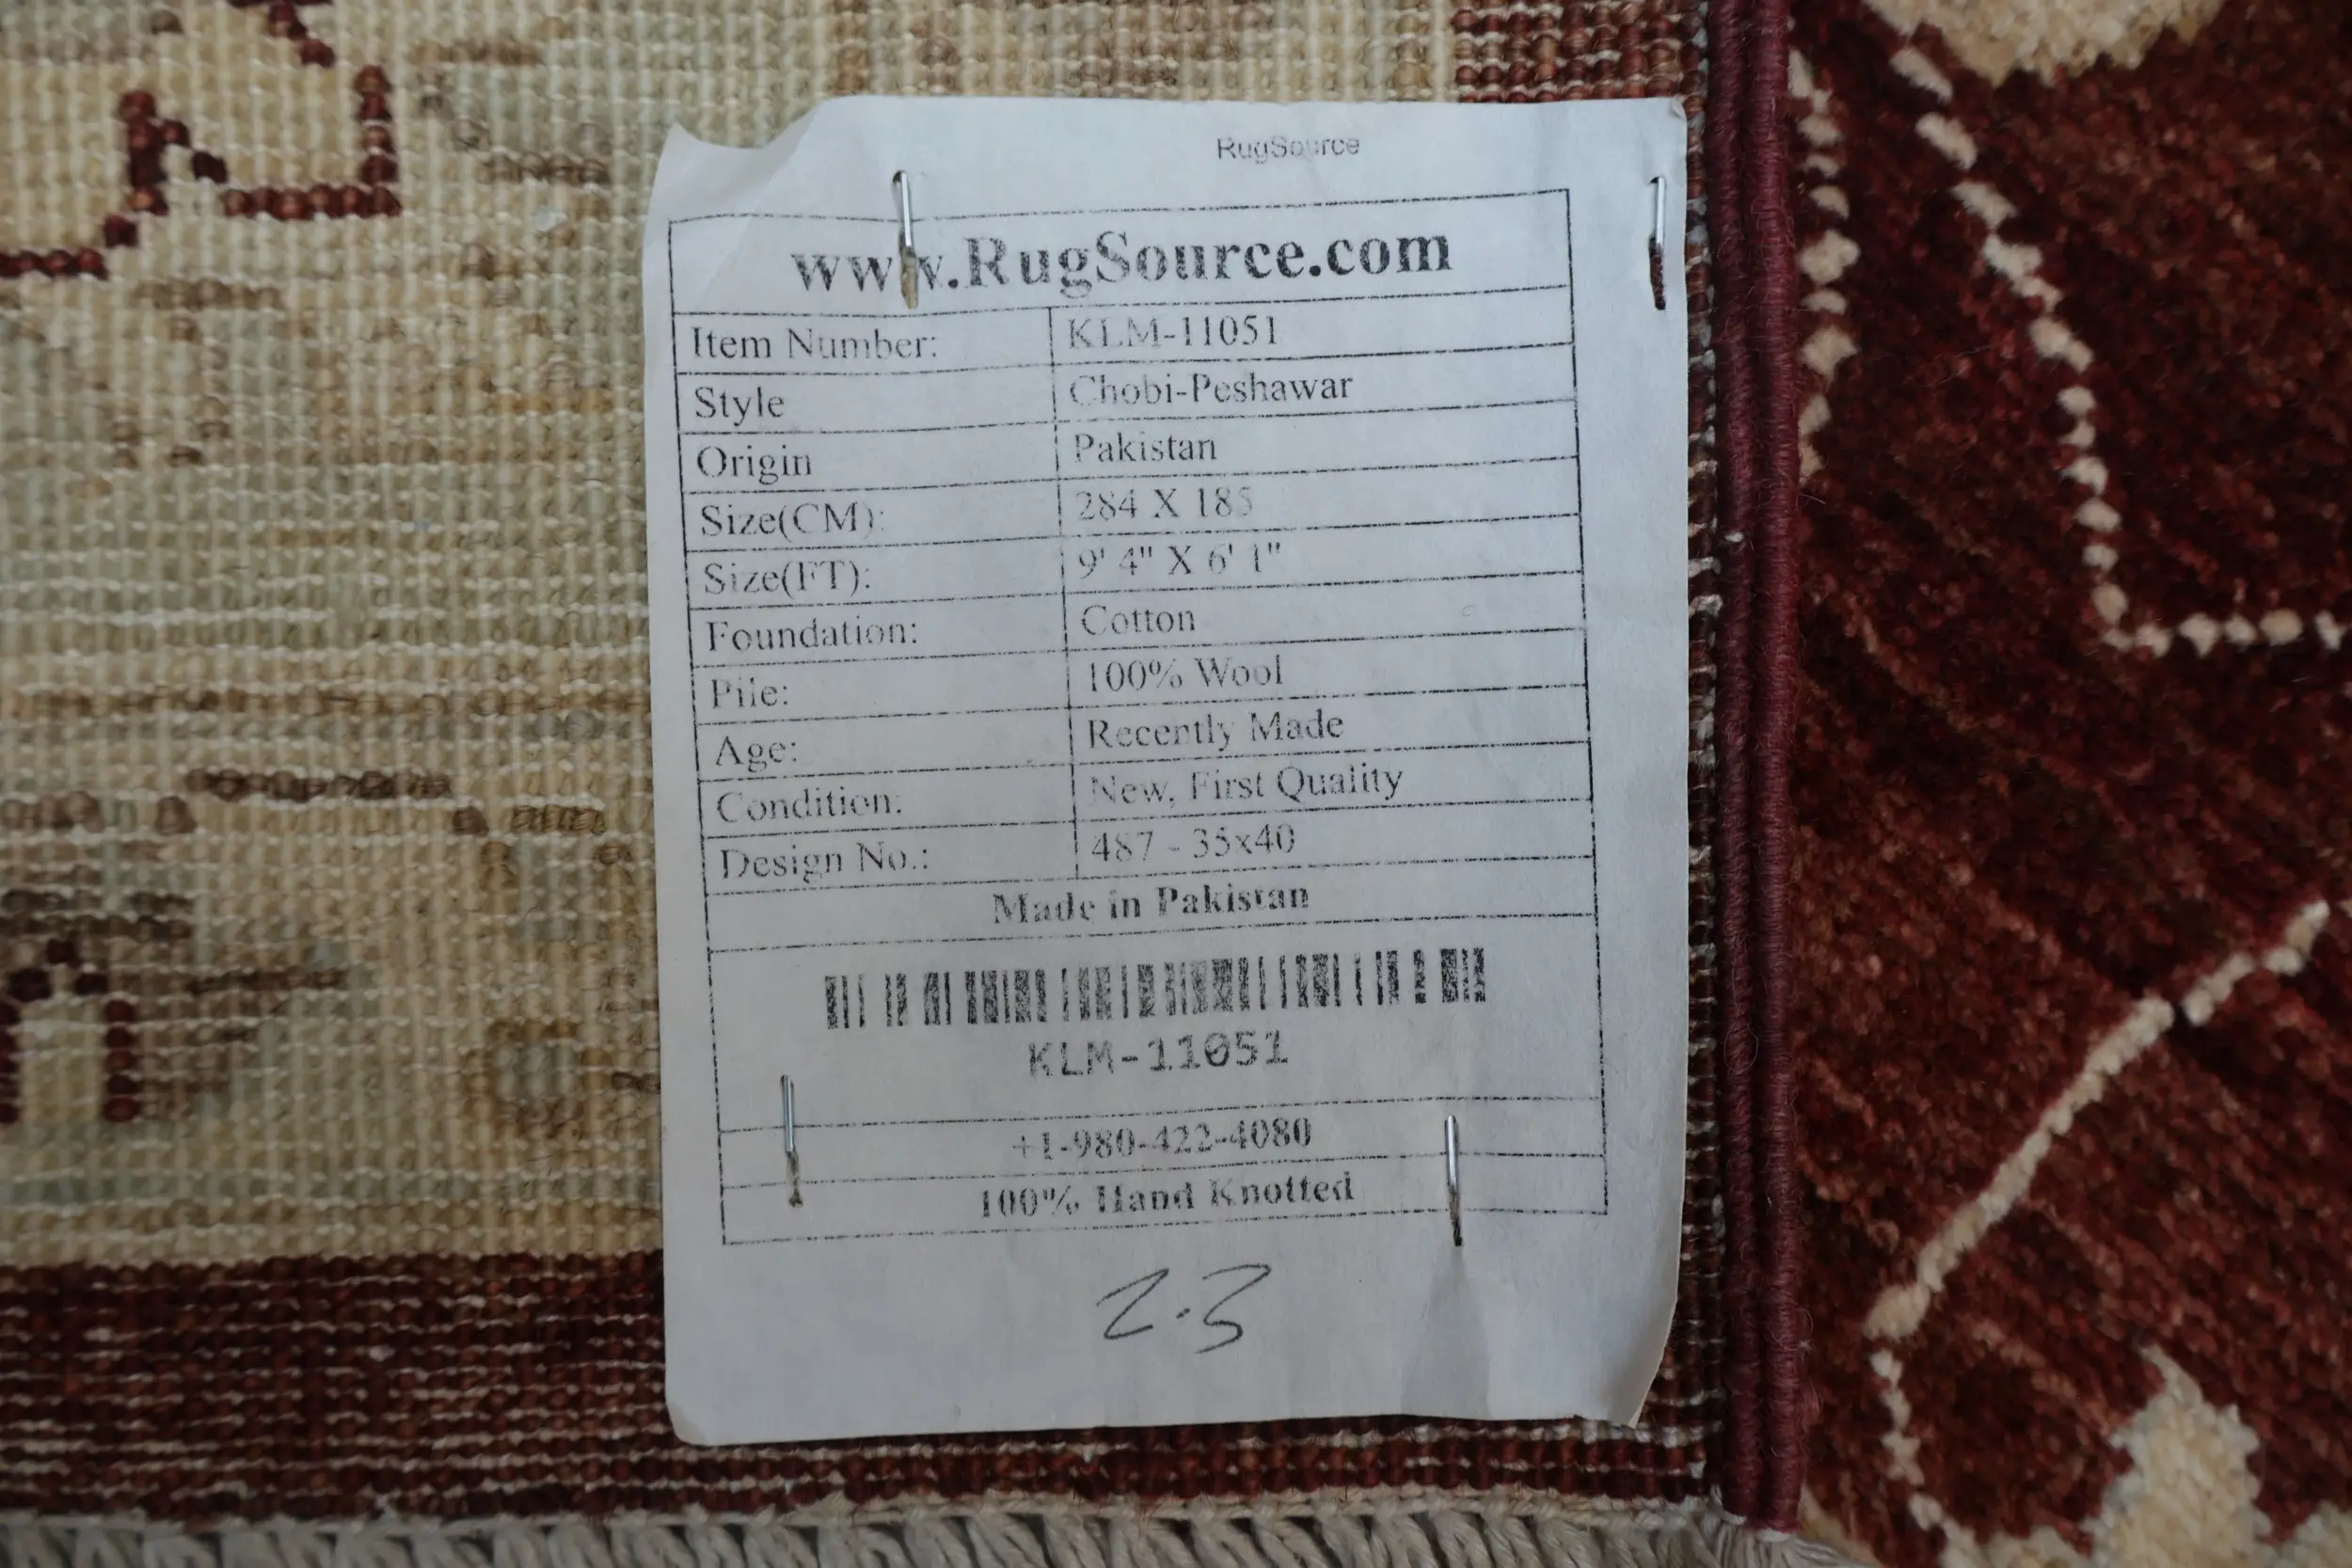 RugSource
www.RugSource.com
Item Number: KLM-11051
Style Chobi-Peshawar
Origin Pakistan
Size(CM): 284 X 185
Size(FT): 9' 4" X 6' 1"
Foundation: Cotton
Pile: 100% Wool
Age: Recently Made
Condition: New, First Quality
Design No.: 487 - 35x40
Made in Pakistan
KLM-11051
+1-980-422-4080
100% Hand Knotted
2.3